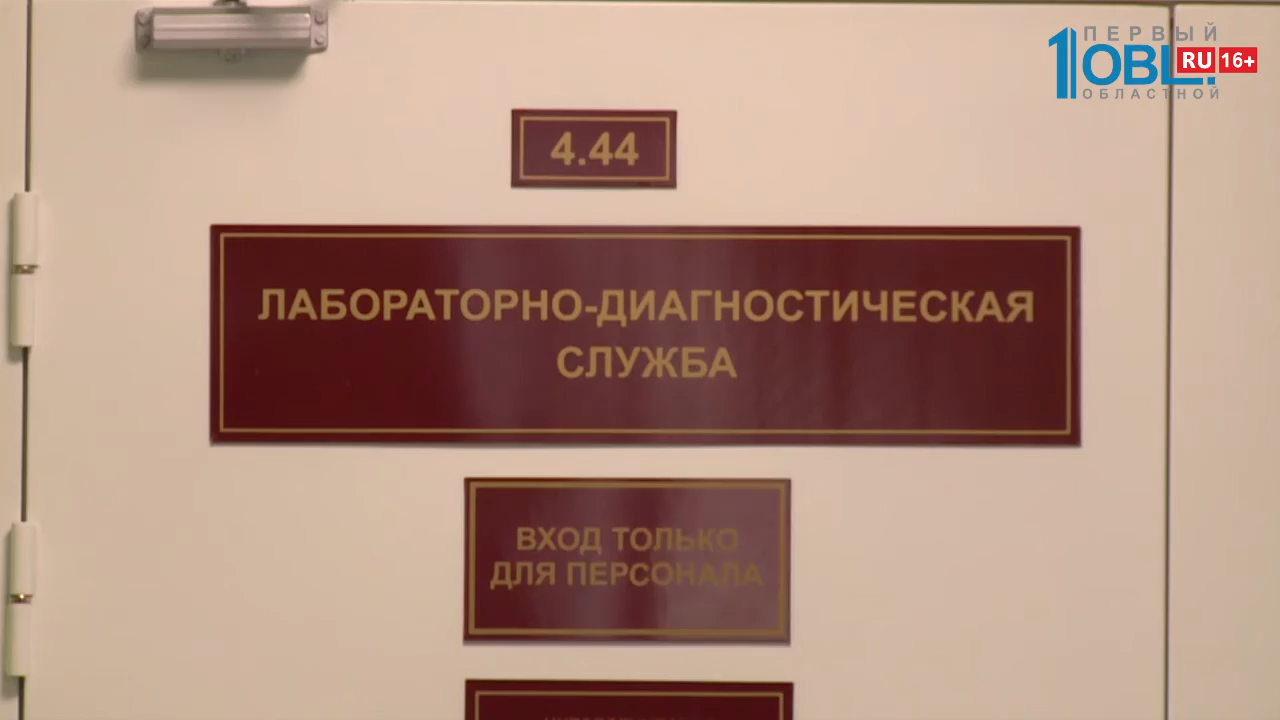 ПЕРВЫЙ
1OBL.RU 16+
ОБЛАСТНОЙ
4.44
ЛАБОРАТОРНО-ДИАГНОСТИЧЕСКАЯ
СЛУЖБА
ВХОД ТОЛЬКО
ДЛЯ ПЕРСОНАЛА